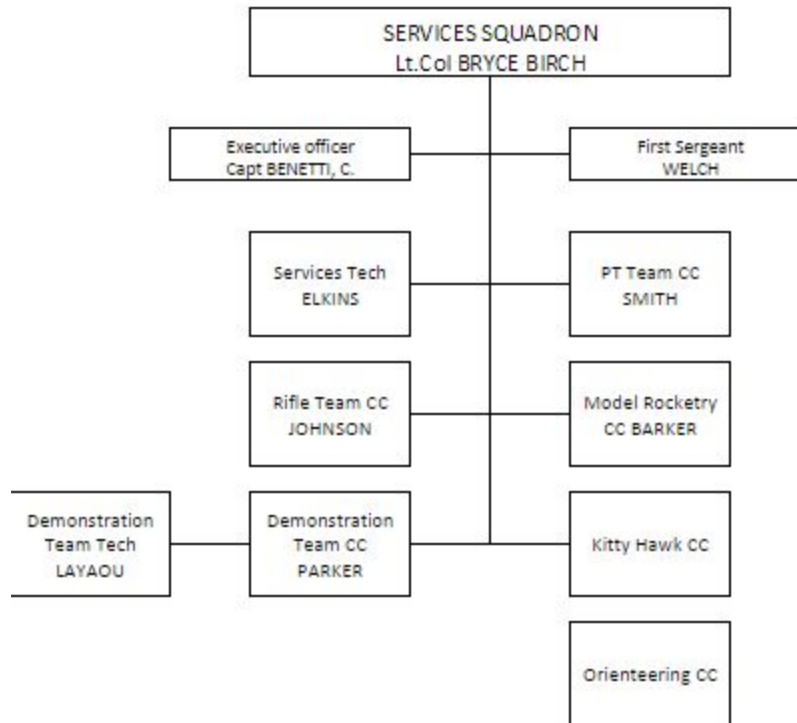 SERVICES SQUADRON
Lt.Col BRYCE BIRCH
Executive officer
Capt BENETTI, C.
First Sergeant
WELCH
Services Tech
ELKINS
PT Team CC
SMITH
Rifle Team CC
JOHNSON
Model Rocketry
CC BARKER
Demonstration
Team Tech
LAYAOU
Demonstration
Team CC
PARKER
Kitty Hawk CC
Orienteering CC